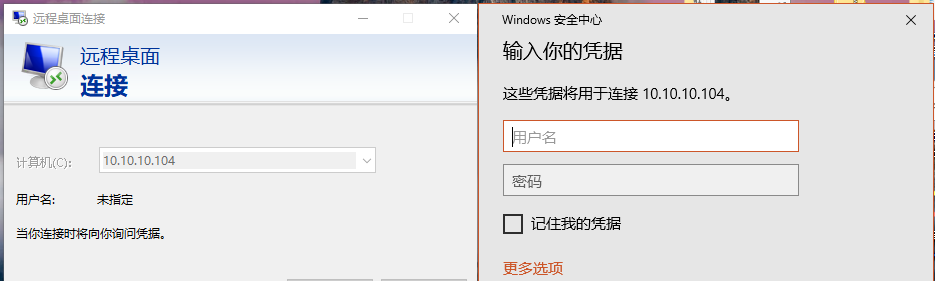 远程桌面连接
远程桌面
连接
计算机(C):
10.10.10.104
用户名:
未指定
当你连接时将向你询问凭据。
Windows 安全中心
输入你的凭据
这些凭据将用于连接 10.10.10.104。
用户名
密码
记住我的凭据
更多选项